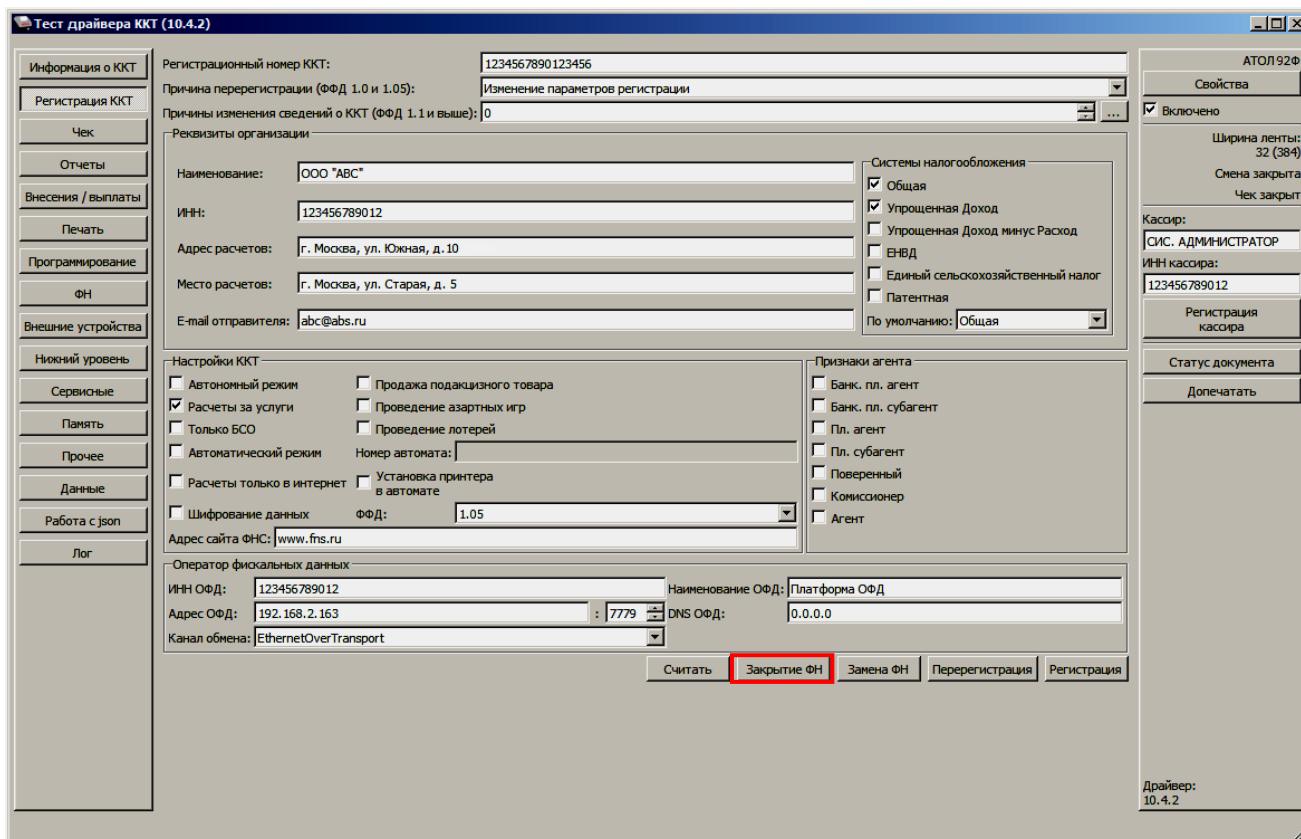 Тест драйвера ККТ (10.4.2)
Информация о ККТ
Регистрация ККТ
Чек
Отчеты
Внесения / выплаты
Печать
Программирование
ФН
Внешние устройства
Нижний уровень
Сервисные
Память
Прочее
Данные
Работа с json
Лог
Регистрационный номер ККТ: 1234567890123456
Причина перерегистрации (ФФД 1.0 и 1.05): Изменение параметров регистрации
Причины изменения сведений о ККТ (ФФД 1.1 и выше): 0 ...
Реквизиты организации
Наименование: ООО "АВС"
ИНН: 123456789012
Адрес расчетов: г. Москва, ул. Южная, д.10
Место расчетов: г. Москва, ул. Старая, д. 5
E-mail отправителя: abc@abs.ru
Системы налогообложения
Общая
Упрощенная Доход
Упрощенная Доход минус Расход
ЕНВД
Единый сельскохозяйственный налог
Патентная
По умолчанию: Общая
Настройки ККТ
Автономный режим Продажа подакцизного товара
Расчеты за услуги Проведение азартных игр
Только БСО Проведение лотерей
Автоматический режим Номер автомата:
Расчеты только в интернет Установка принтера
в автомате
Шифрование данных ФФД: 1.05
Адрес сайта ФНС: www.fns.ru
Признаки агента
Банк. пл. агент
Банк. пл. субагент
Пл. агент
Пл. субагент
Поверенный
Комиссионер
Агент
Оператор фискальных данных
ИНН ОФД: 123456789012 Наименование ОФД: Платформа ОФД
Адрес ОФД: 192.168.2.163 : 7779 DNS ОФД: 0.0.0.0
Канал обмена: EthernetOverTransport
Считать Закрытие ФН Замена ФН Перерегистрация Регистрация
АТОЛ 92Ф
Свойства
Включено
Ширина ленты:
32 (384)
Смена закрыта
Чек закрыт
Кассир:
СИС. АДМИНИСТРАТОР
ИНН кассира:
123456789012
Регистрация
кассира
Статус документа
Допечатать
Драйвер:
10.4.2